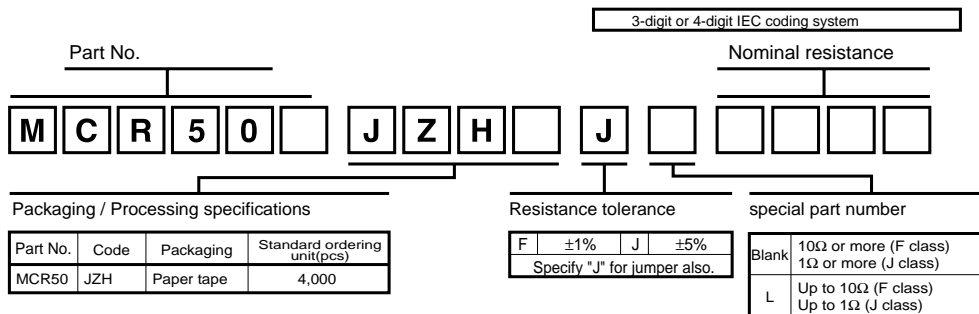 3-digit or 4-digit IEC coding system
Part No.
Nominal resistance
M C R 5 0 J Z H J
Packaging / Processing specifications
Part No. Code Packaging Standard ordering unit(pcs)
MCR50 JZH Paper tape 4,000
Resistance tolerance
F ±1% J ±5%
Specify "J" for jumper also.
special part number
Blank 10Ω or more (F class)
1Ω or more (J class)
L Up to 10Ω (F class)
Up to 1Ω (J class)